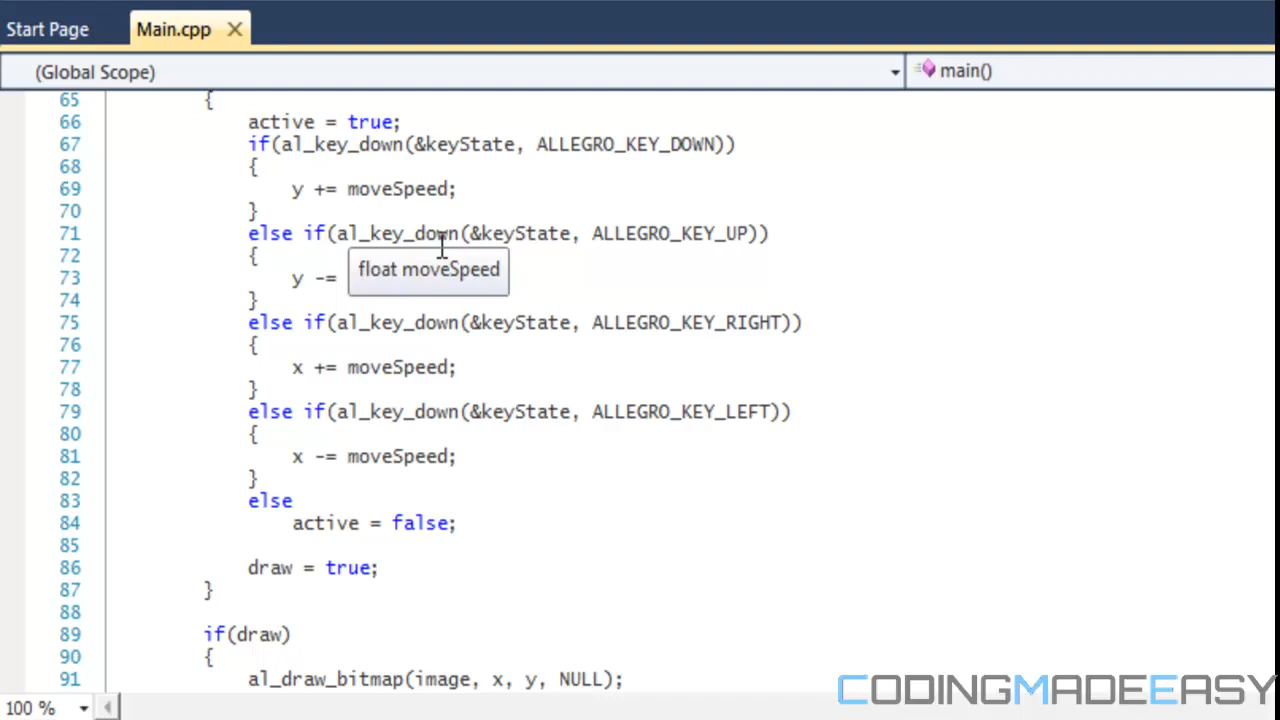 Start Page Main.cpp
(Global Scope) main()
65 {
66 active = true;
67 if(al_key_down(&keyState, ALLEGRO_KEY_DOWN))
68 {
69 y += moveSpeed;
70 }
71 else if(al_key_down(&keyState, ALLEGRO_KEY_UP))
72 {
float moveSpeed
73 y -=
74 }
75 else if(al_key_down(&keyState, ALLEGRO_KEY_RIGHT))
76 {
77 x += moveSpeed;
78 }
79 else if(al_key_down(&keyState, ALLEGRO_KEY_LEFT))
80 {
81 x -= moveSpeed;
82 }
83 else
84 active = false;
85
86 draw = true;
87 }
88
89 if(draw)
90 {
91 al_draw_bitmap(image, x, y, NULL);
100 %
CODINGMADEEASY